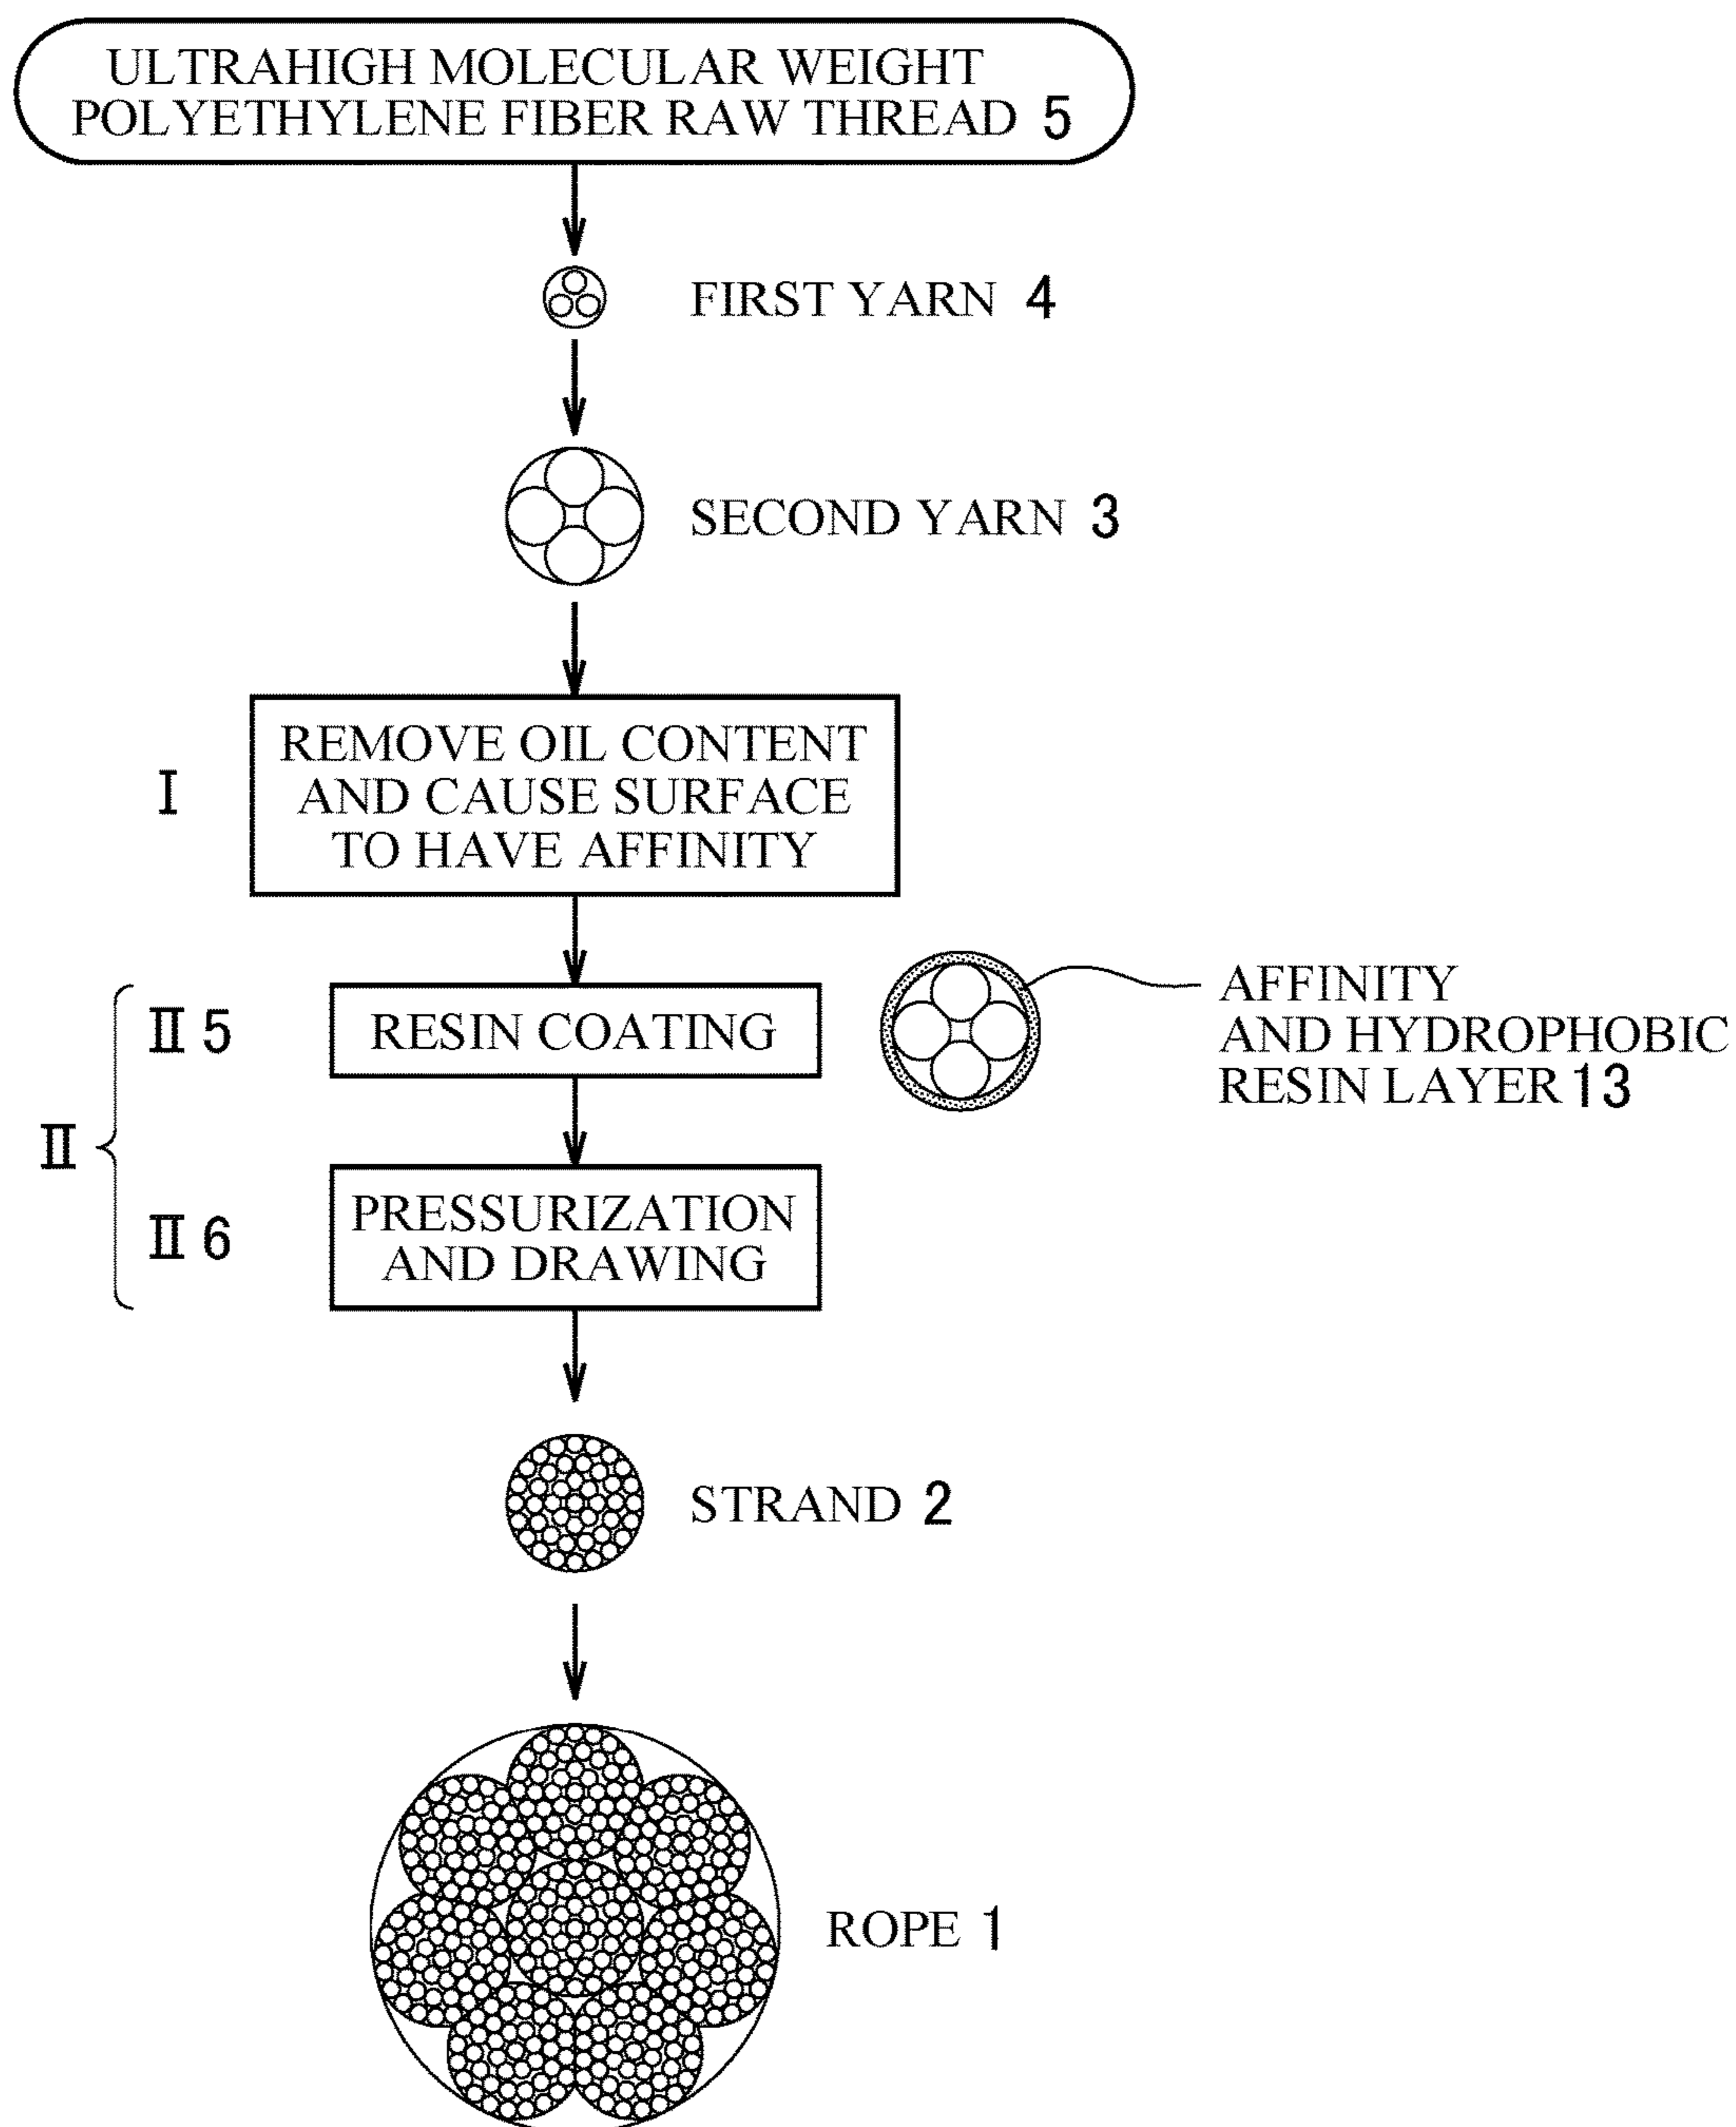 ULTRAHIGH MOLECULAR WEIGHT
POLYETHYLENE FIBER RAW THREAD 5
FIRST YARN 4
SECOND YARN 3
I
REMOVE OIL CONTENT
AND CAUSE SURFACE
TO HAVE AFFINITY
II 5
RESIN COATING
AFFINITY
AND HYDROPHOBIC
RESIN LAYER 13
II
II 6
PRESSURIZATION
AND DRAWING
STRAND 2
ROPE 1